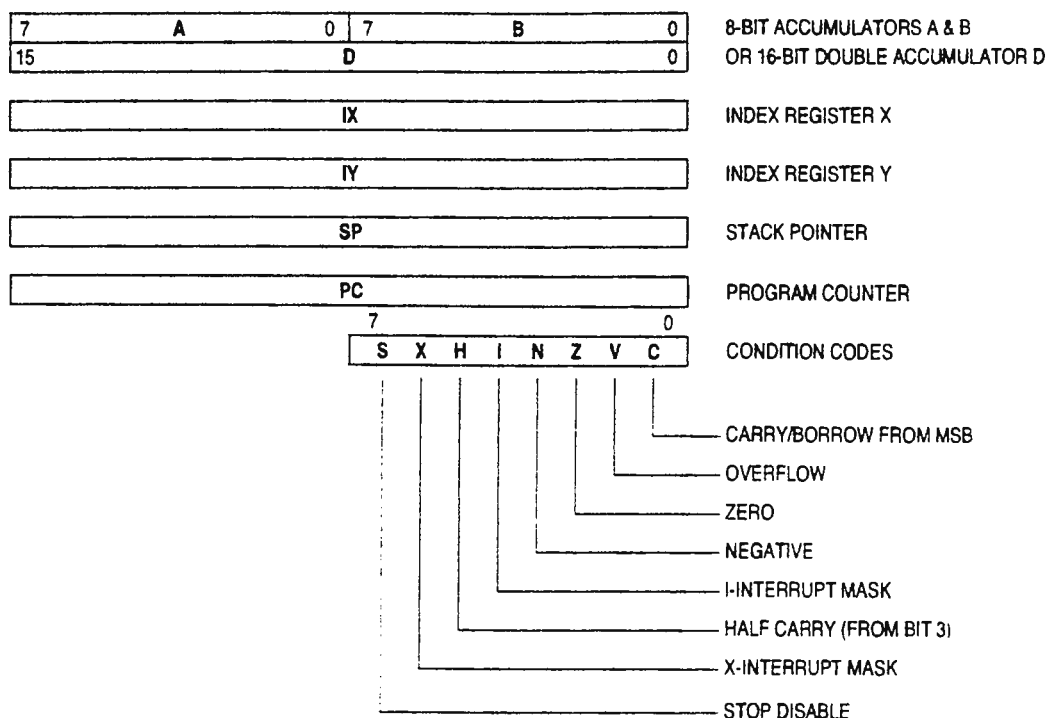 7 A 0 7 B 0 8-BIT ACCUMULATORS A & B
15 D 0 OR 16-BIT DOUBLE ACCUMULATOR D
IX INDEX REGISTER X
IY INDEX REGISTER Y
SP STACK POINTER
PC PROGRAM COUNTER
7 0
S X H I N Z V C CONDITION CODES
CARRY/BORROW FROM MSB
OVERFLOW
ZERO
NEGATIVE
I-INTERRUPT MASK
HALF CARRY (FROM BIT 3)
X-INTERRUPT MASK
STOP DISABLE